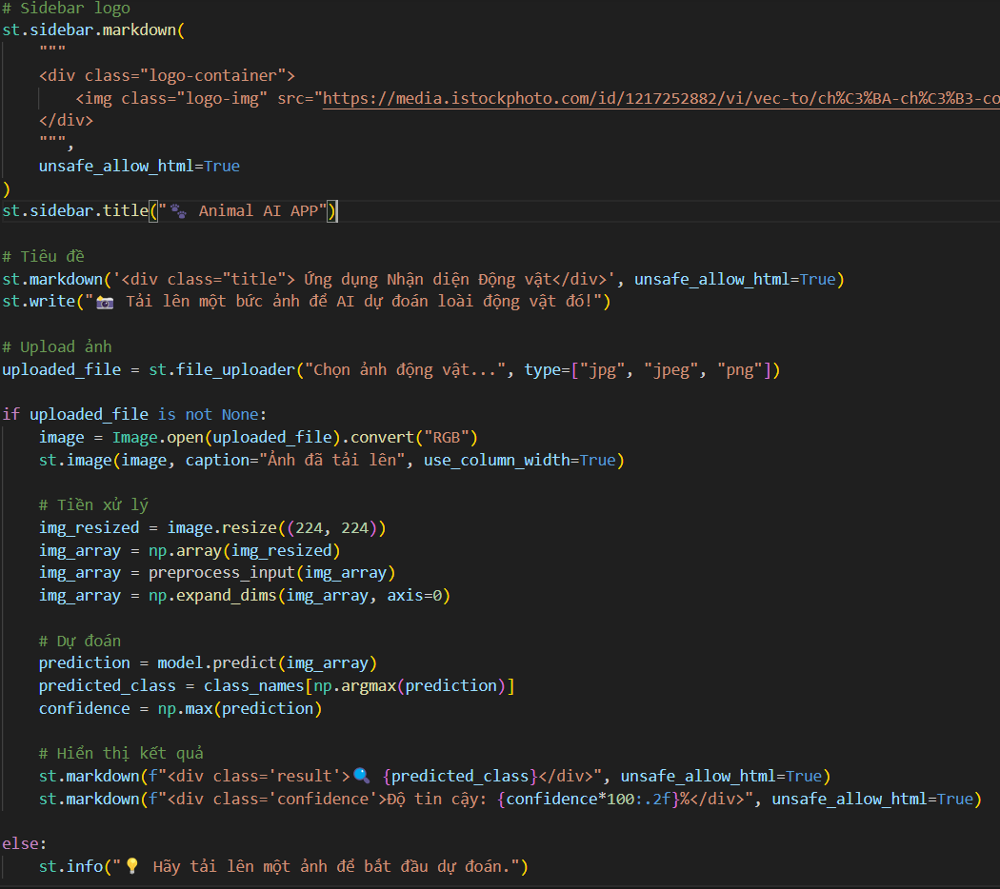 # Sidebar logo
st.sidebar.markdown(
    """
    <div class="logo-container">
        <img class="logo-img" src="https://media.istockphoto.com/id/1217252882/vi/vec-to/ch%C3%BA-ch%C3%B3-co
    </div>
    """,
    unsafe_allow_html=True
)
st.sidebar.title("🐾 Animal AI APP")

# Tiêu đề
st.markdown('<div class="title"> Ứng dụng Nhận diện Động vật</div>', unsafe_allow_html=True)
st.write("📷 Tải lên một bức ảnh để AI dự đoán loài động vật đó!")

# Upload ảnh
uploaded_file = st.file_uploader("Chọn ảnh động vật...", type=["jpg", "jpeg", "png"])

if uploaded_file is not None:
    image = Image.open(uploaded_file).convert("RGB")
    st.image(image, caption="Ảnh đã tải lên", use_column_width=True)

    # Tiền xử lý
    img_resized = image.resize((224, 224))
    img_array = np.array(img_resized)
    img_array = preprocess_input(img_array)
    img_array = np.expand_dims(img_array, axis=0)

    # Dự đoán
    prediction = model.predict(img_array)
    predicted_class = class_names[np.argmax(prediction)]
    confidence = np.max(prediction)

    # Hiển thị kết quả
    st.markdown(f"<div class='result'>🔍 {predicted_class}</div>", unsafe_allow_html=True)
    st.markdown(f"<div class='confidence'>Độ tin cậy: {confidence*100:.2f}%</div>", unsafe_allow_html=True)

else:
    st.info("💡 Hãy tải lên một ảnh để bắt đầu dự đoán.")